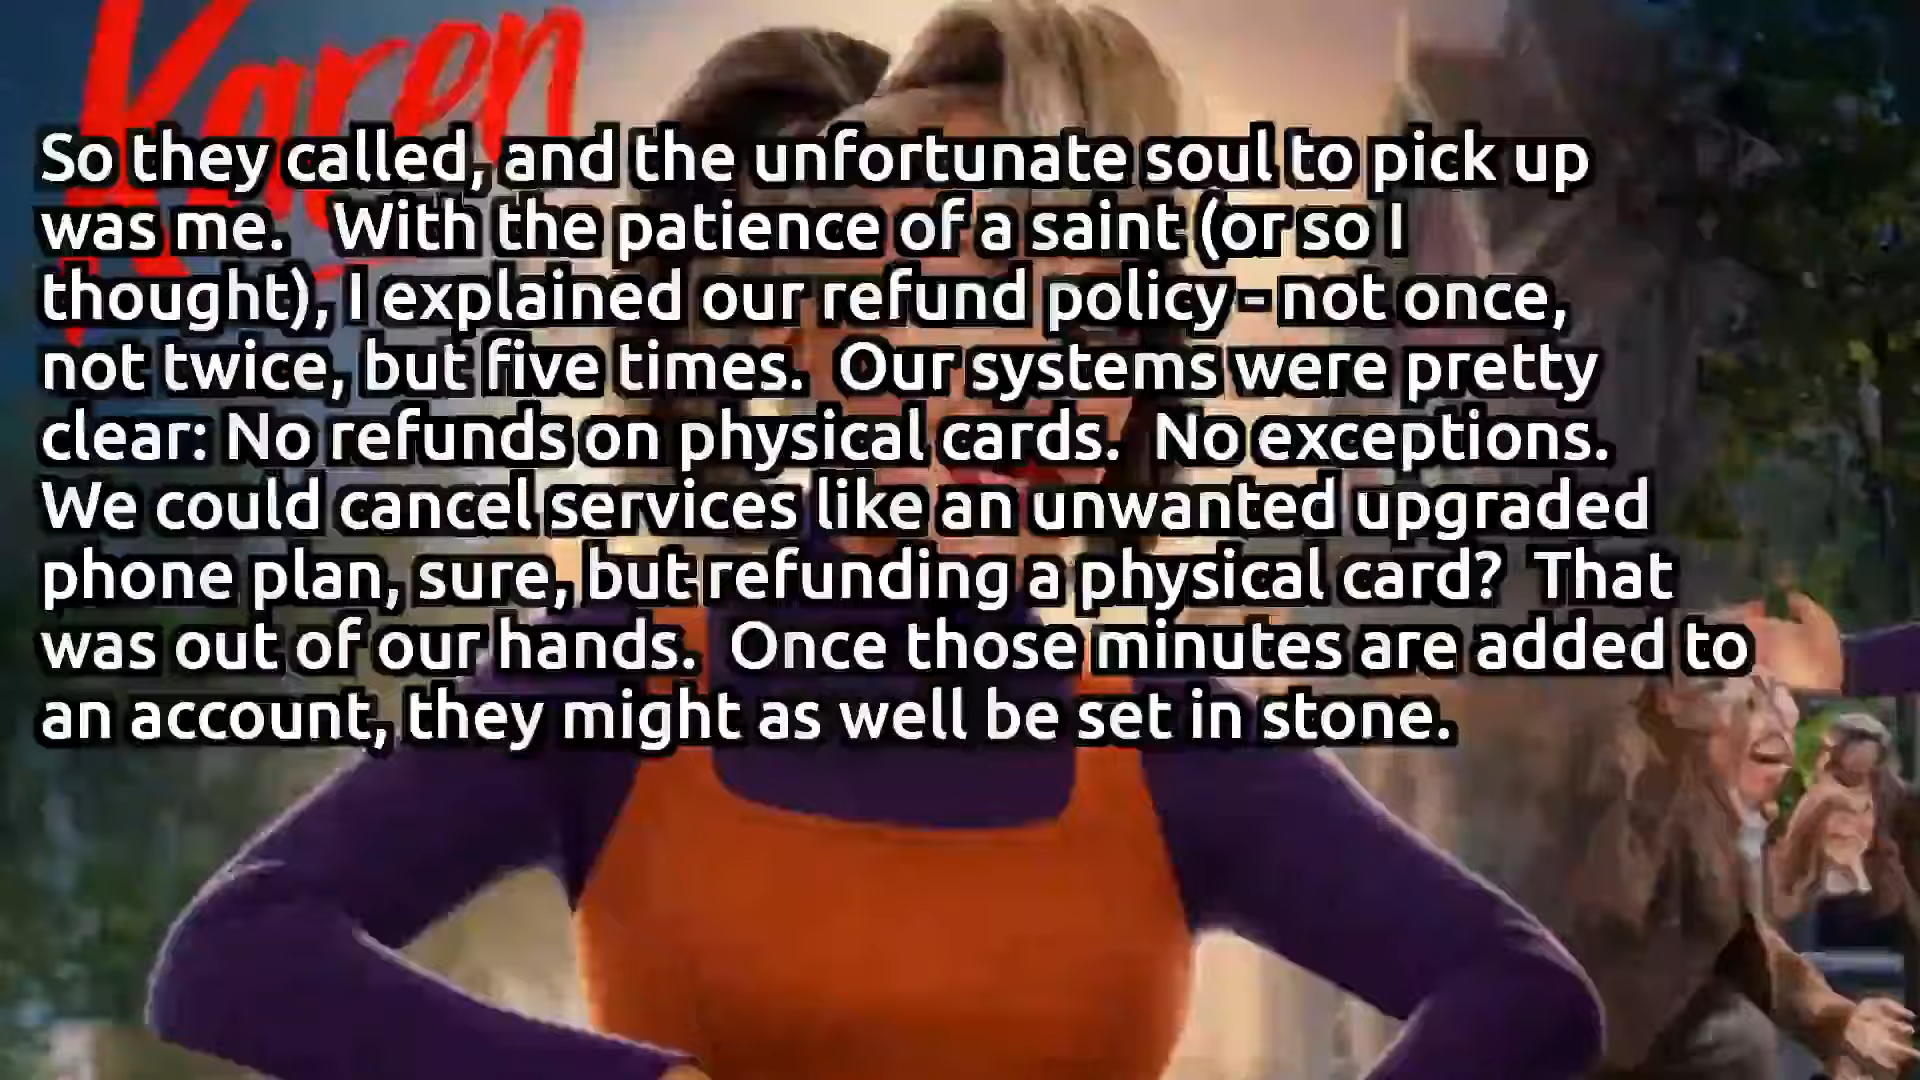 Karen
So they called, and the unfortunate soul to pick up
was me. With the patience of a saint (or so I
thought), I explained our refund policy - not once,
not twice, but five times. Our systems were pretty
clear: No refunds on physical cards. No exceptions.
We could cancel services like an unwanted upgraded
phone plan, sure, but refunding a physical card? That
was out of our hands. Once those minutes are added to
an account, they might as well be set in stone.